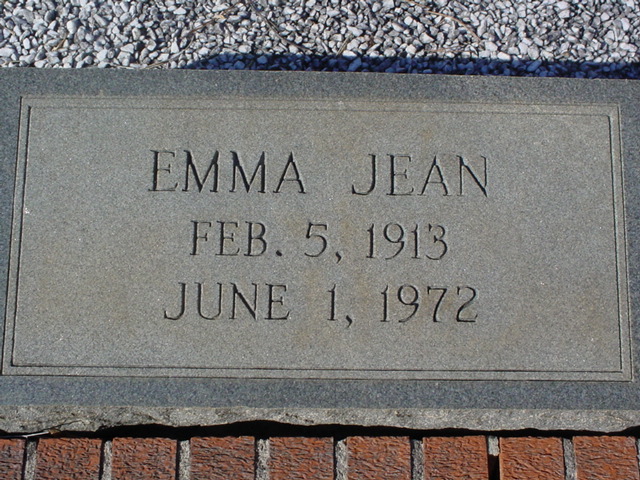 EMMA JEAN
FEB. 5, 1913
JUNE 1, 1972